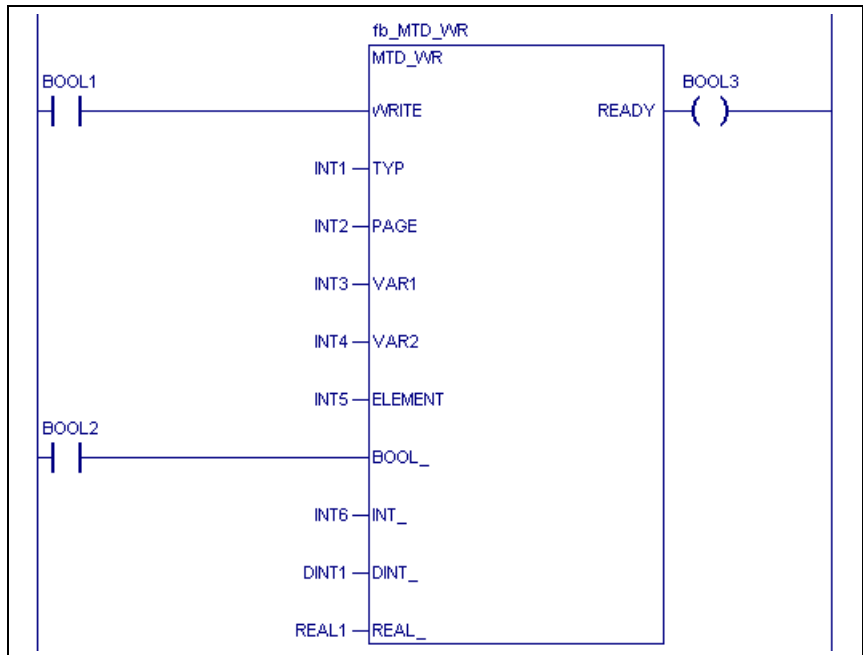 fb_MTD_WR
MTD_WR
BOOL1
BOOL3
WRITE READY
INT1 TYP
INT2 PAGE
INT3 VAR1
INT4 VAR2
INT5 ELEMENT
BOOL2
BOOL_
INT6 INT_
DINT1 DINT_
REAL1 REAL_